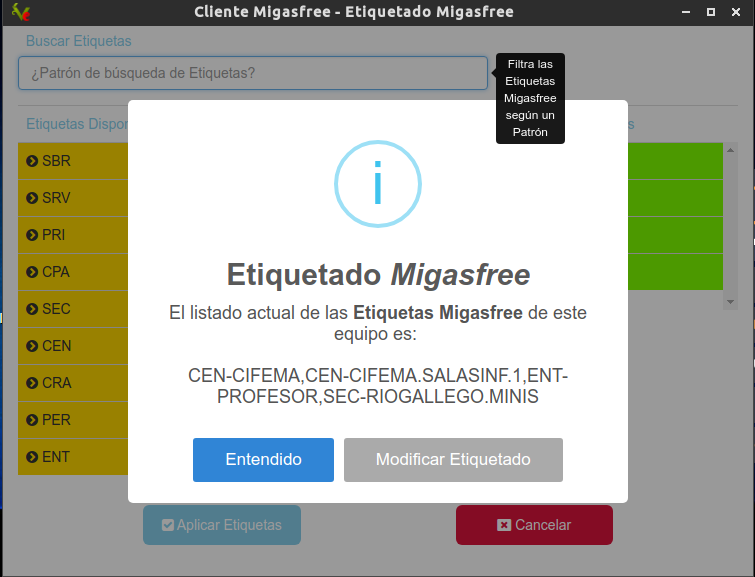 Cliente Migasfree - Etiquetado Migasfree
Buscar Etiquetas
¿Patrón de búsqueda de Etiquetas?
Filtra las
Etiquetas
Migasfree
según un
Patrón
Etiquetas Dispon
s
SBR
SRV
PRI
CPA
SEC
CEN
CRA
PER
ENT
i
Etiquetado Migasfree
El listado actual de las Etiquetas Migasfree de este
equipo es:
CEN-CIFEMA,CEN-CIFEMA.SALASINF.1,ENT-
PROFESOR,SEC-RIOGALLEGO.MINIS
Entendido
Modificar Etiquetado
Aplicar Etiquetas
Cancelar